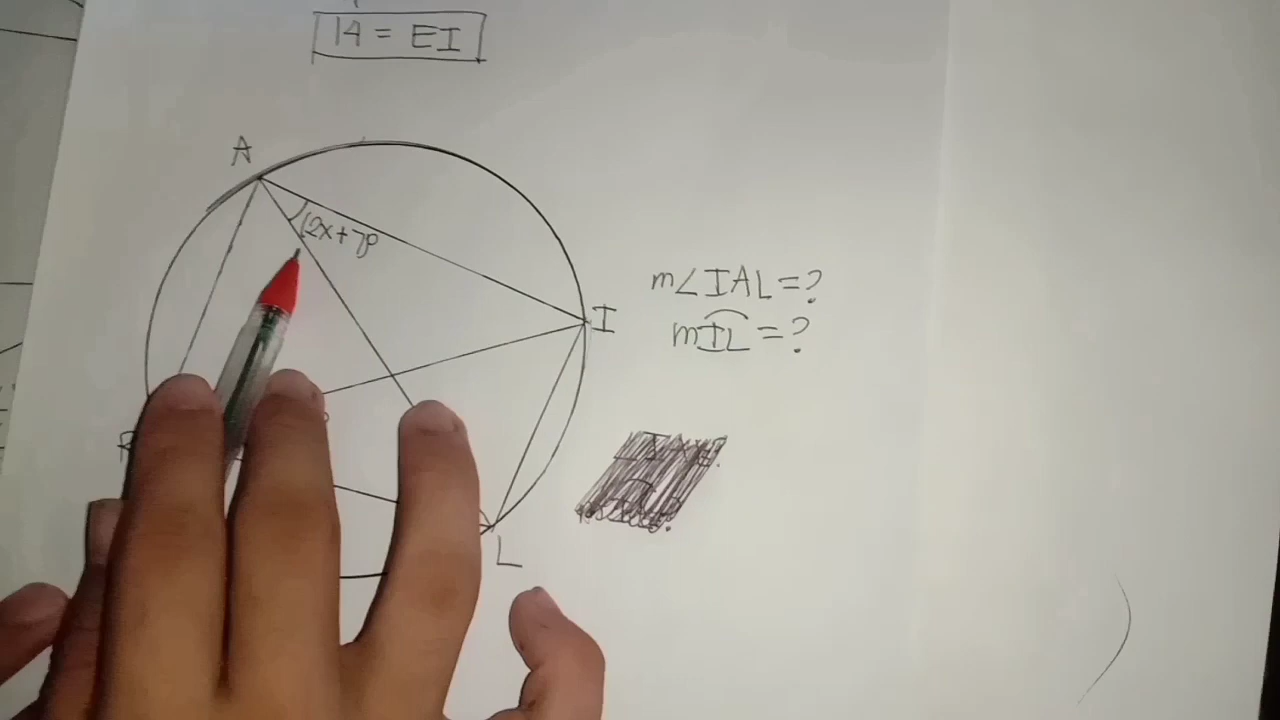 14 = EI
A
(2x+7)°
I
m∠IAL = ?
mIL = ?
L